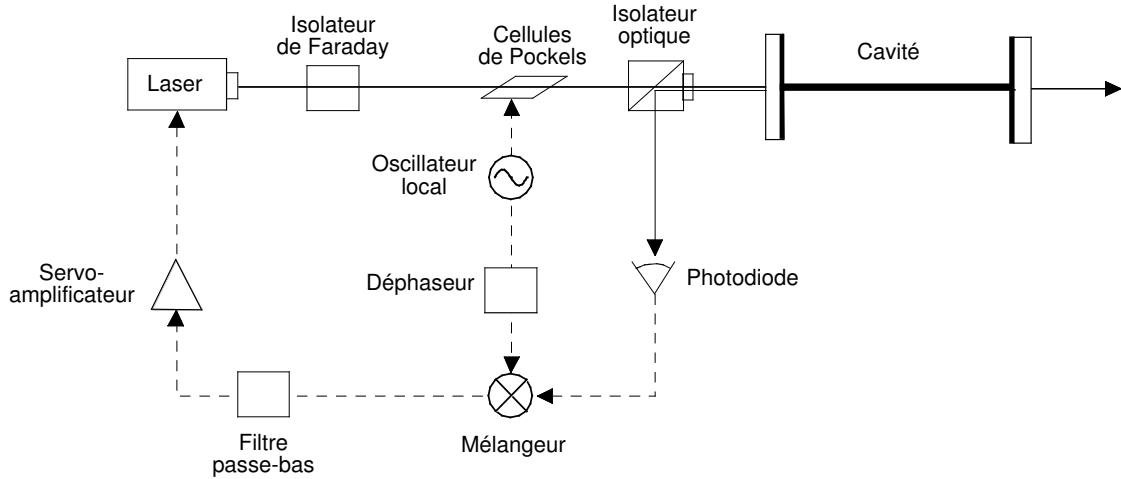 Isolateur
de Faraday
Cellules
de Pockels
Isolateur
optique
Cavité
Laser
Oscillateur
local
Servo-
amplificateur
Déphaseur
Photodiode
Filtre
passe-bas
Mélangeur